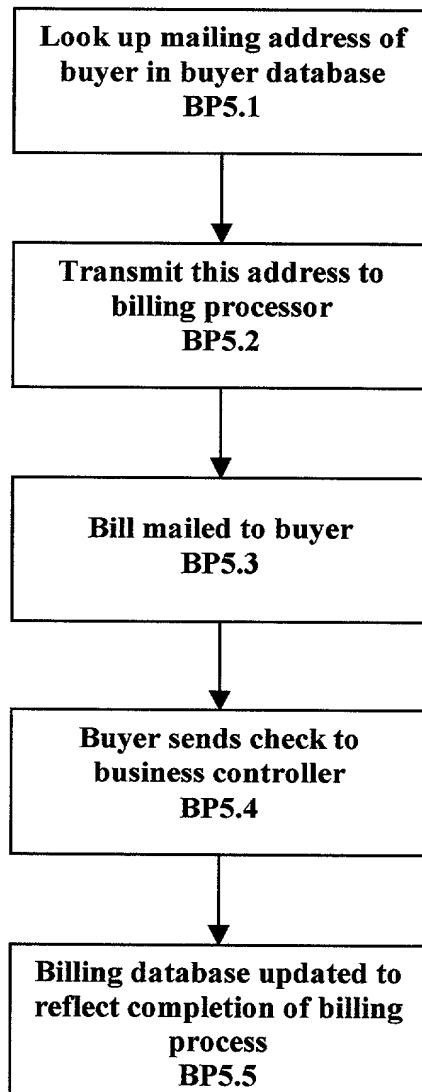 Look up mailing address of
buyer in buyer database
BP5.1
Transmit this address to
billing processor
BP5.2
Bill mailed to buyer
BP5.3
Buyer sends check to
business controller
BP5.4
Billing database updated to
reflect completion of billing
process
BP5.5